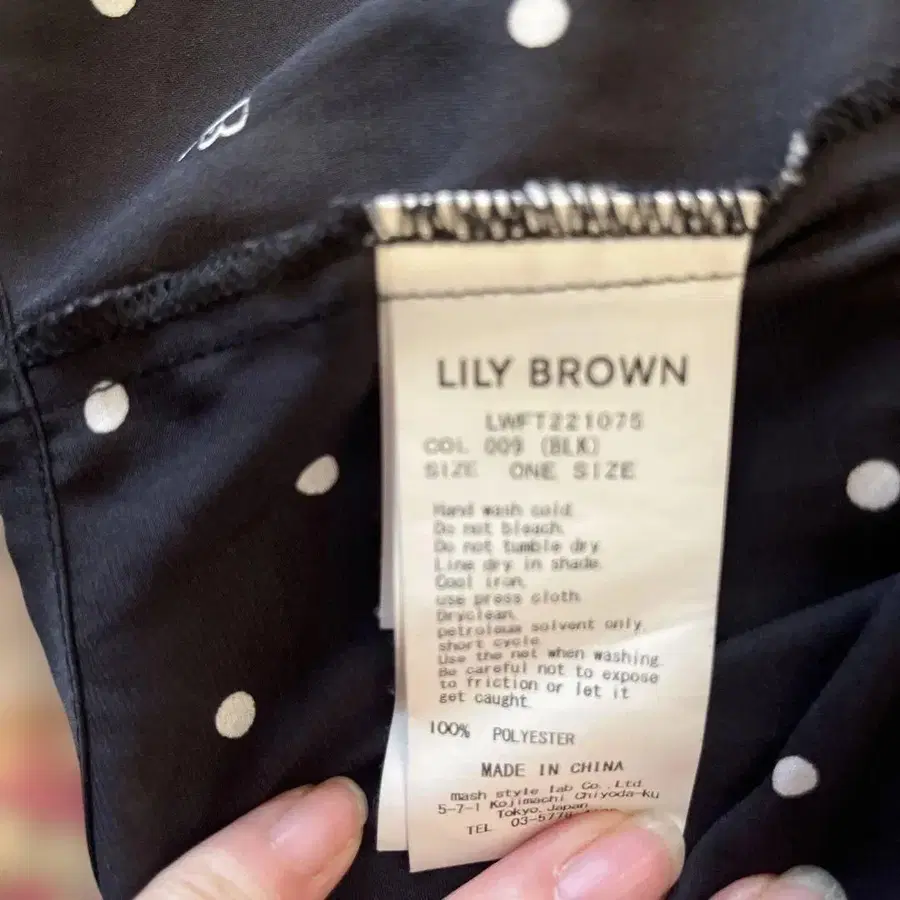 B
LILY BROWN
LWFT221075
COL 009 (BLK)
SIZE ONE SIZE
Hand wash cold.
Do not bleach.
Do not tumble dry.
Line dry in shade.
Cool iron,
use press cloth.
Dryclean,
petroleum solvent only,
short cycle.
Use the net when washing.
Be careful not to expose
to friction or let it
get caught.
100% POLYESTER
MADE IN CHINA
mash style lab Co.,Ltd.
5-7-1 Kojimachi Chiyoda-ku
Tokyo, Japan
TEL 03-5778-